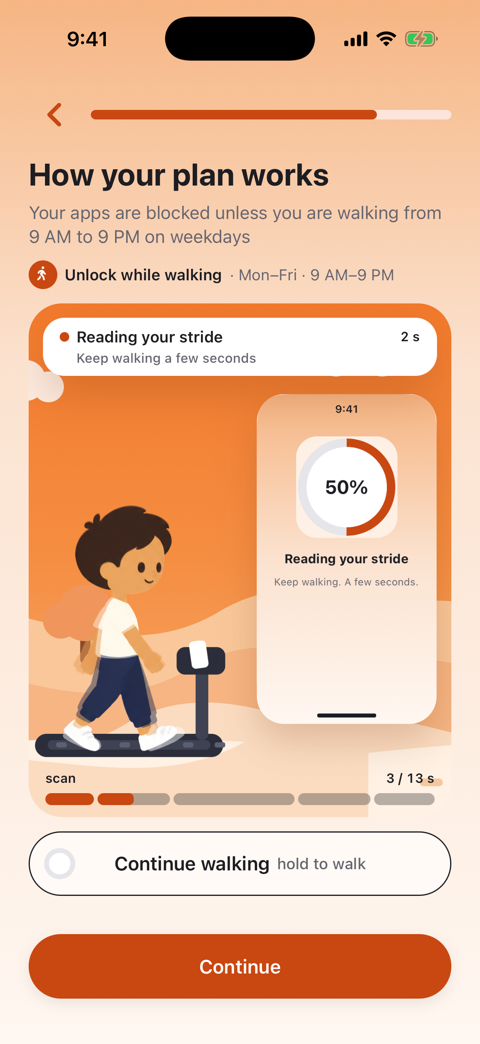 9:41
How your plan works
Your apps are blocked unless you are walking from
9 AM to 9 PM on weekdays
Unlock while walking · Mon–Fri · 9 AM–9 PM
Reading your stride 2 s
Keep walking a few seconds
9:41
50%
Reading your stride
Keep walking. A few seconds.
scan 3 / 13 s
Continue walking hold to walk
Continue